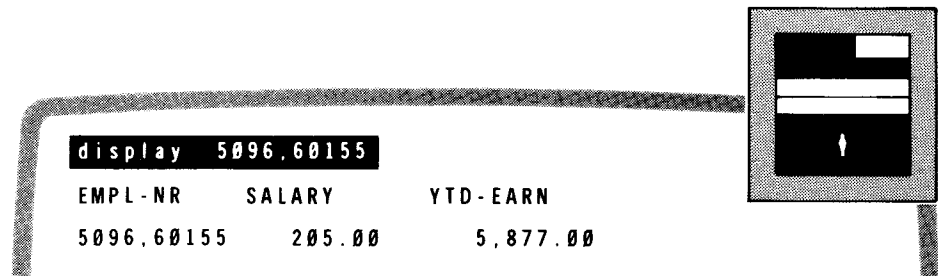 display 5096,60155
EMPL-NR SALARY YTD-EARN
5096,60155 205.00 5,877.00